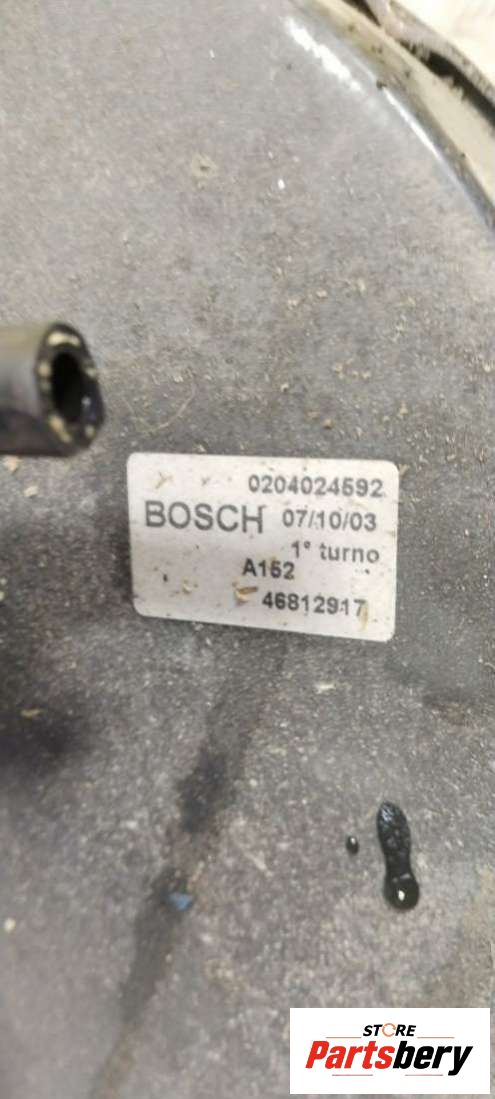 0204024592
BOSCH 07/10/03
1° turno
A152
46812917
STORE
Partsbery